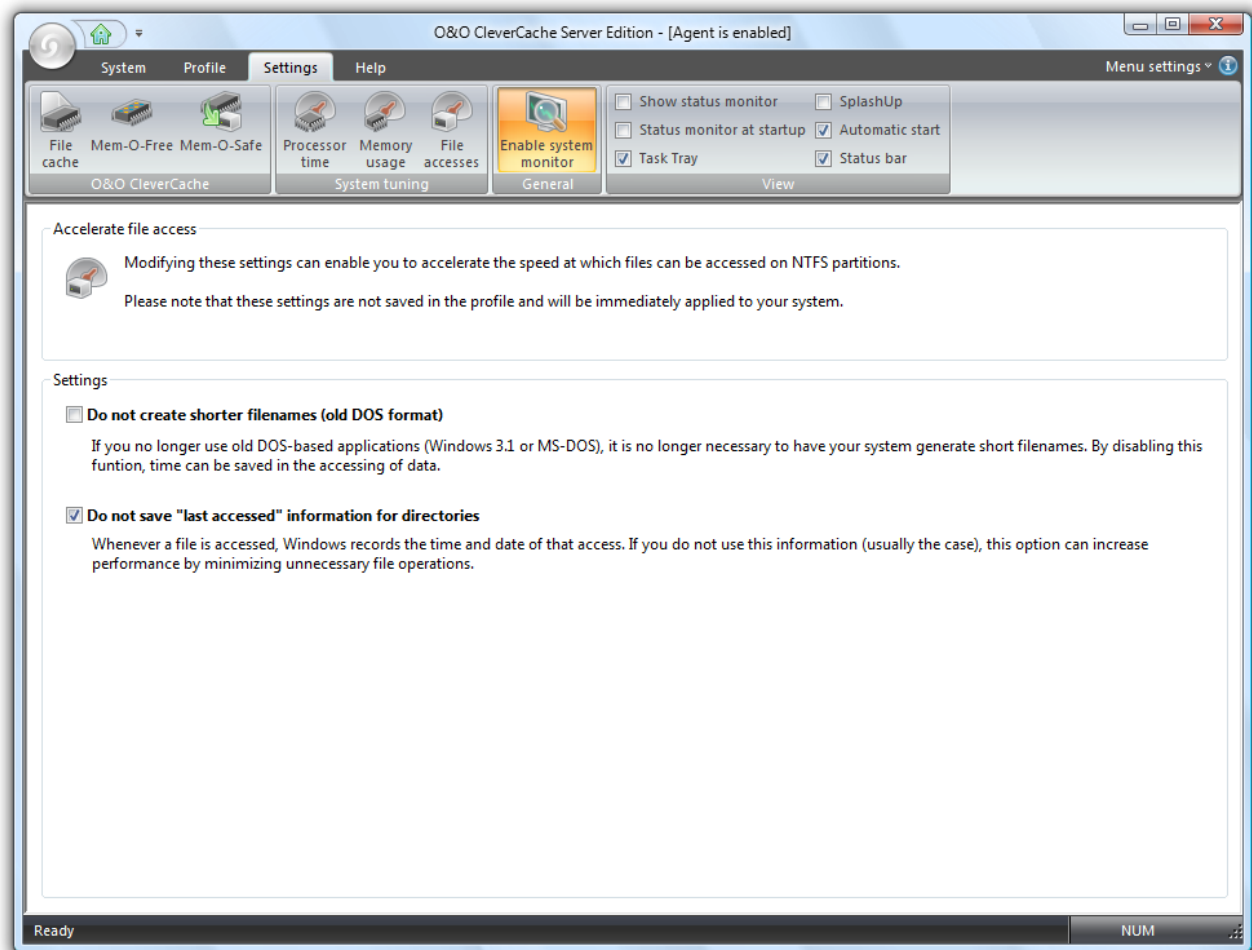 O&O CleverCache Server Edition - [Agent is enabled]
System Profile Settings Help Menu settings
File cache
Mem-O-Free
Mem-O-Safe
O&O CleverCache
Processor time
Memory usage
File accesses
System tuning
Enable system monitor
General
Show status monitor
Status monitor at startup
Task Tray
SplashUp
Automatic start
Status bar
View
Accelerate file access
Modifying these settings can enable you to accelerate the speed at which files can be accessed on NTFS partitions.
Please note that these settings are not saved in the profile and will be immediately applied to your system.
Settings
Do not create shorter filenames (old DOS format)
If you no longer use old DOS-based applications (Windows 3.1 or MS-DOS), it is no longer necessary to have your system generate short filenames. By disabling this
funtion, time can be saved in the accessing of data.
Do not save "last accessed" information for directories
Whenever a file is accessed, Windows records the time and date of that access. If you do not use this information (usually the case), this option can increase
performance by minimizing unnecessary file operations.
Ready NUM